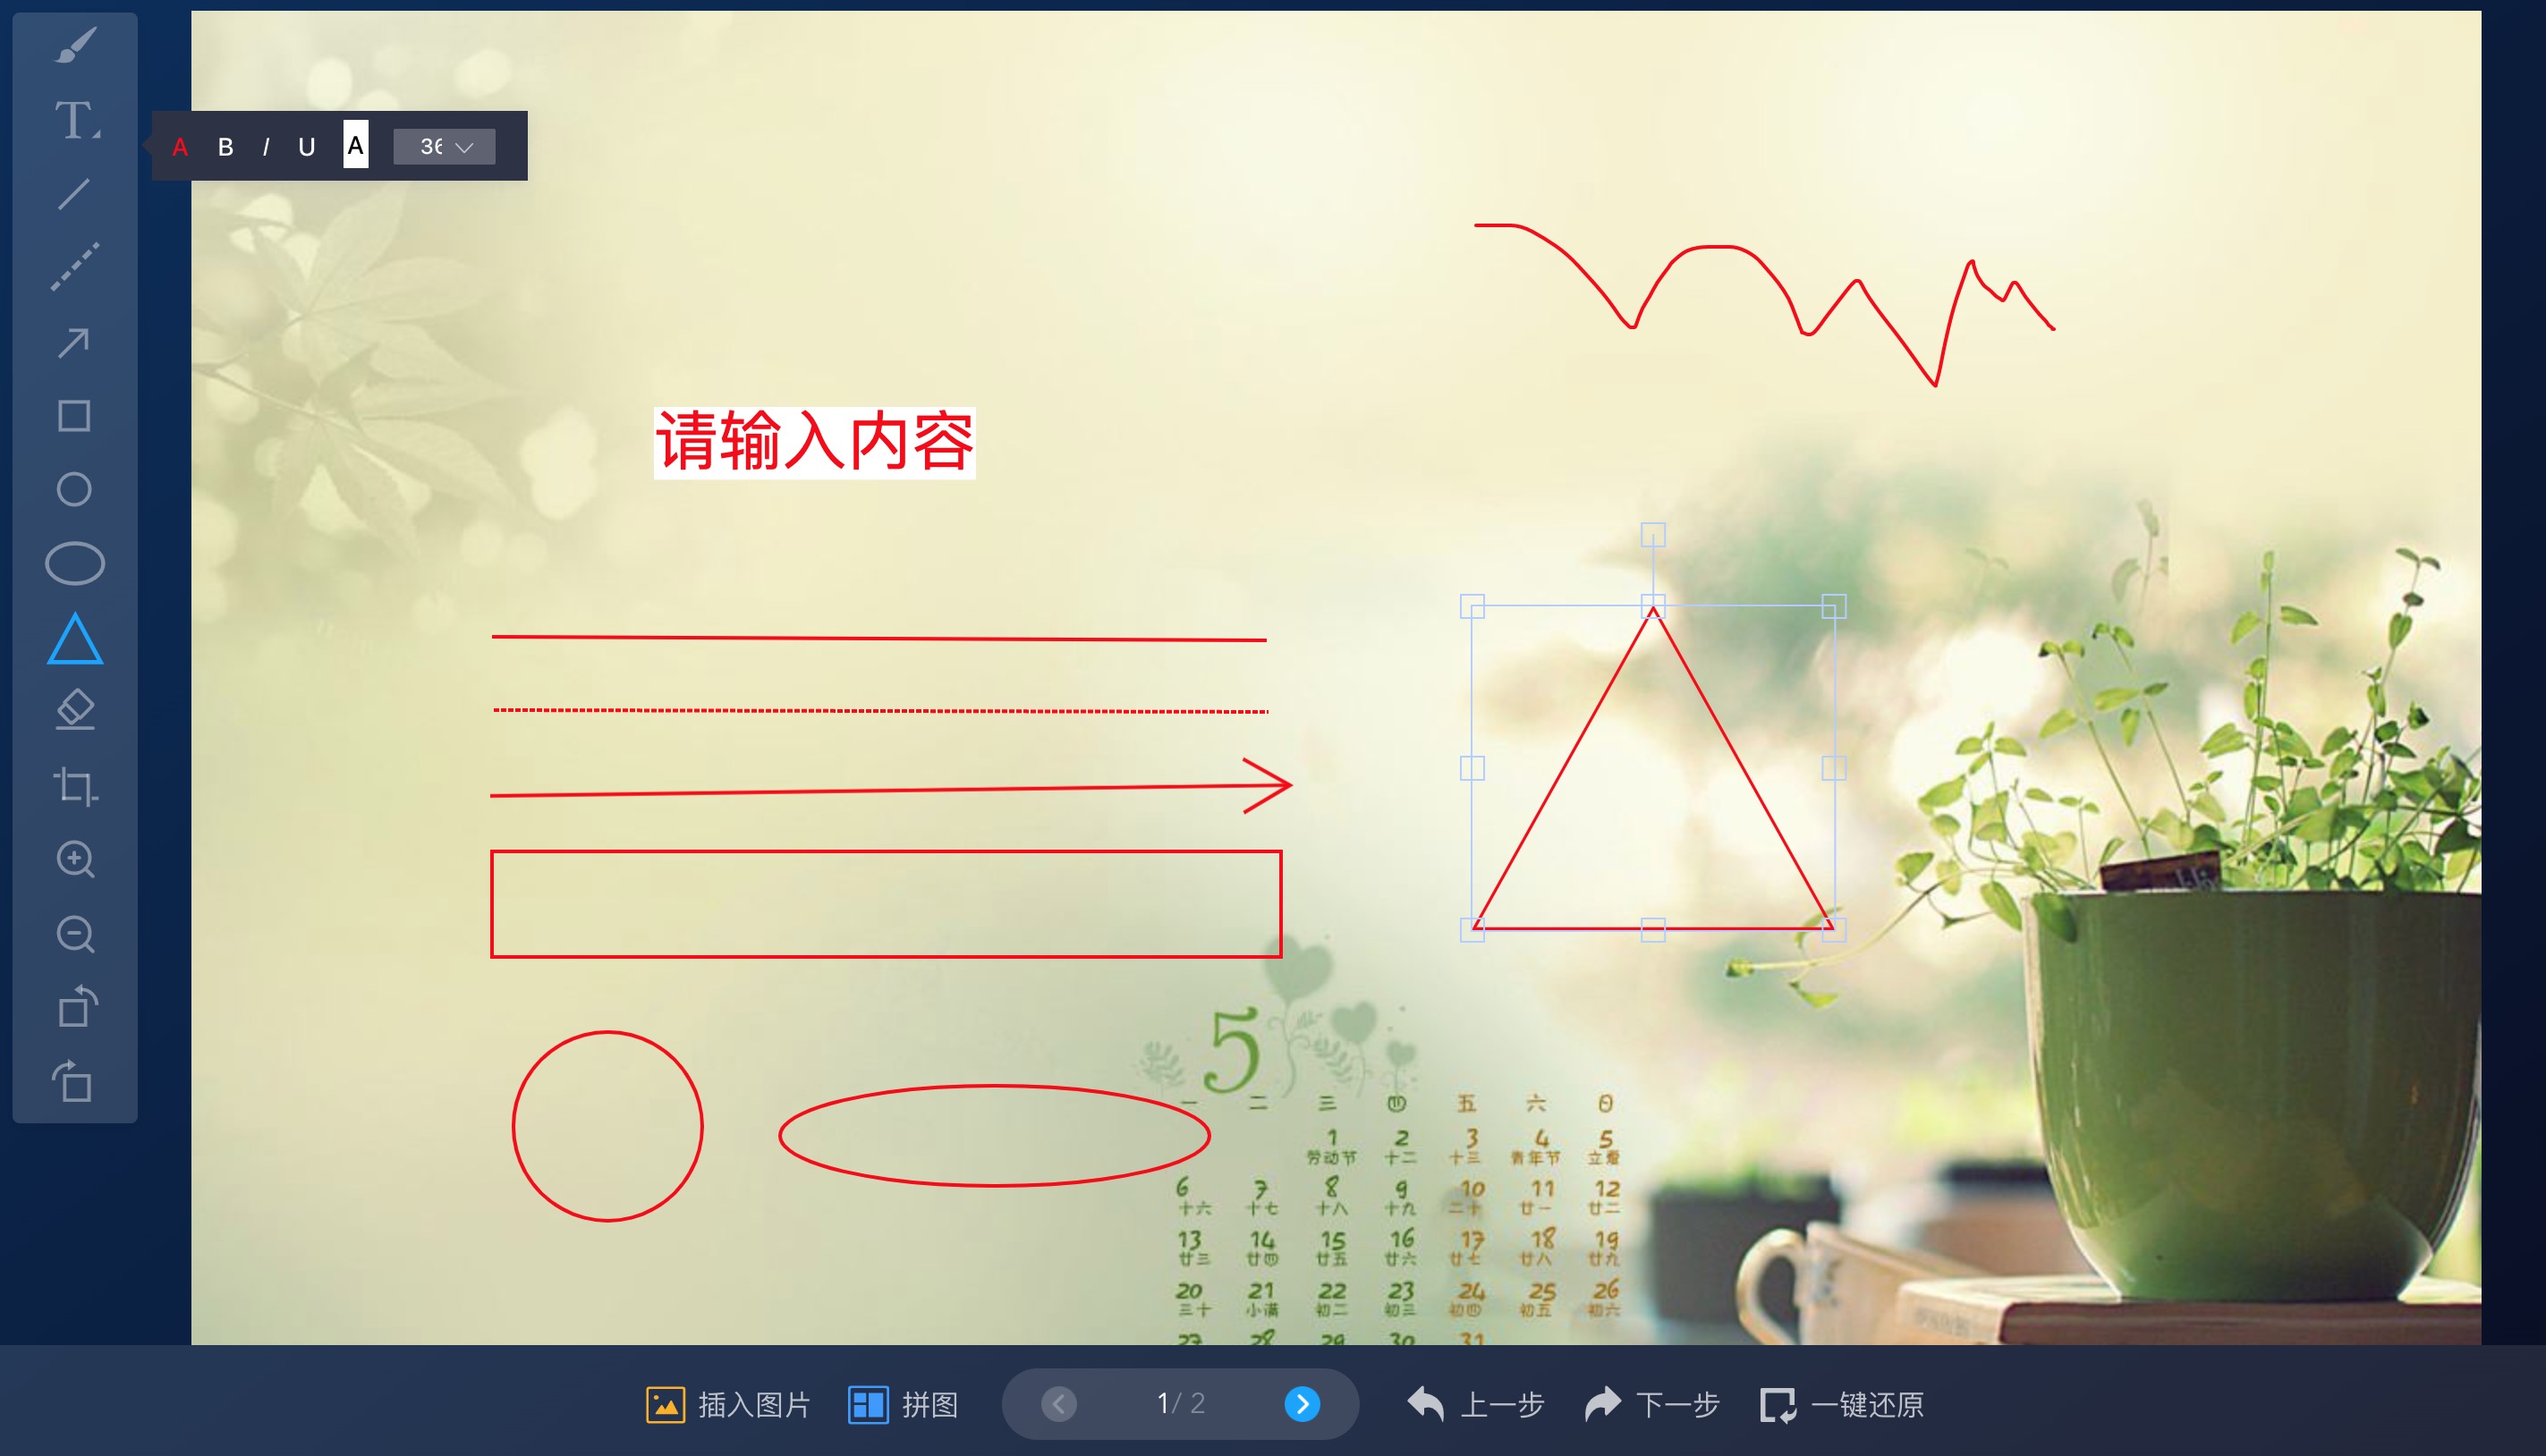 T
A B I U A 36
请输入内容
5
一 二 三 四 五 六 日
1 2 3 4 5
劳动节 十二 十三 青年节 立夏
6 7 8 9 10 11 12
十六 十七 十八 十九 二十 廿一 廿二
13 14 15 16 17 18 19
廿三 廿四 廿五 廿六 廿七 廿八 廿九
20 21 22 23 24 25 26
三十 小满 初二 初三 初四 初五 初六
27 28 29 30 31
插入图片 拼图 1/ 2 上一步 下一步 一键还原